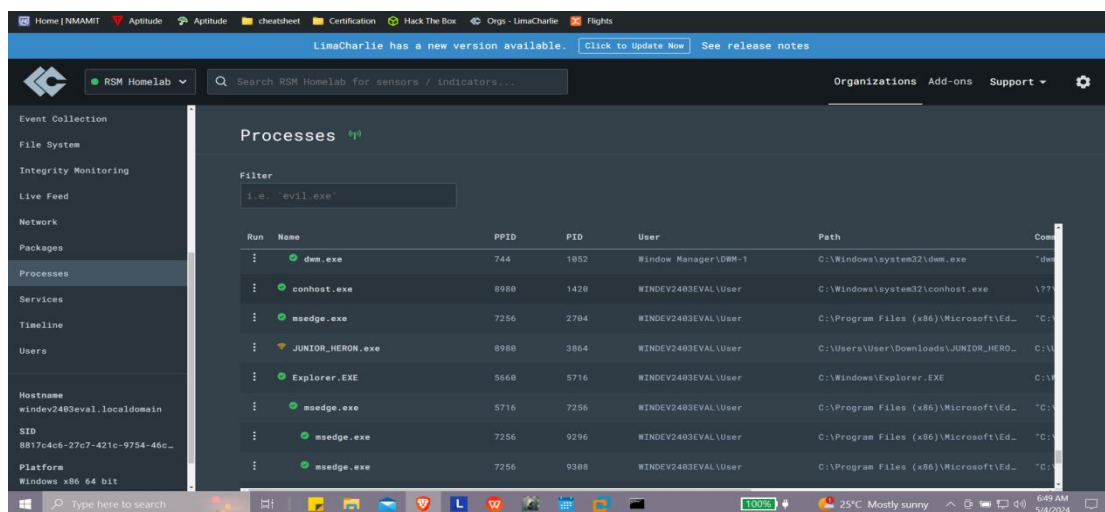 Home | NMAMIT Aptitude Aptitude cheatsheet Certification Hack The Box Orgs - LimaCharlie Flights
LimaCharlie has a new version available. Click to Update Now See release notes
RSM Homelab Search RSM Homelab for sensors / indicators... Organizations Add-ons Support
Event Collection
File System
Integrity Monitoring
Live Feed
Network
Packages
Processes
Services
Timeline
Users
Hostname
windev2403eval.localdomain
SID
8817c4c6-27c7-421c-9754-46c…
Platform
Windows x86 64 bit
Processes
Filter
i.e. 'evil.exe'
Run Name PPID PID User Path Comm
dwm.exe 744 1052 Window Manager\DWM-1 C:\Windows\system32\dwm.exe "dwm
conhost.exe 8980 1420 WINDEV2403EVAL\User C:\Windows\system32\conhost.exe \??\
msedge.exe 7256 2704 WINDEV2403EVAL\User C:\Program Files (x86)\Microsoft\Ed… "C:\
JUNIOR_HERON.exe 8980 3864 WINDEV2403EVAL\User C:\Users\User\Downloads\JUNIOR_HERO… C:\U
Explorer.EXE 5660 5716 WINDEV2403EVAL\User C:\Windows\Explorer.EXE C:\W
msedge.exe 5716 7256 WINDEV2403EVAL\User C:\Program Files (x86)\Microsoft\Ed… "C:\
msedge.exe 7256 9296 WINDEV2403EVAL\User C:\Program Files (x86)\Microsoft\Ed… "C:\
msedge.exe 7256 9308 WINDEV2403EVAL\User C:\Program Files (x86)\Microsoft\Ed… "C:\
Type here to search L 100% 25°C Mostly sunny 6:49 AM
5/4/2024